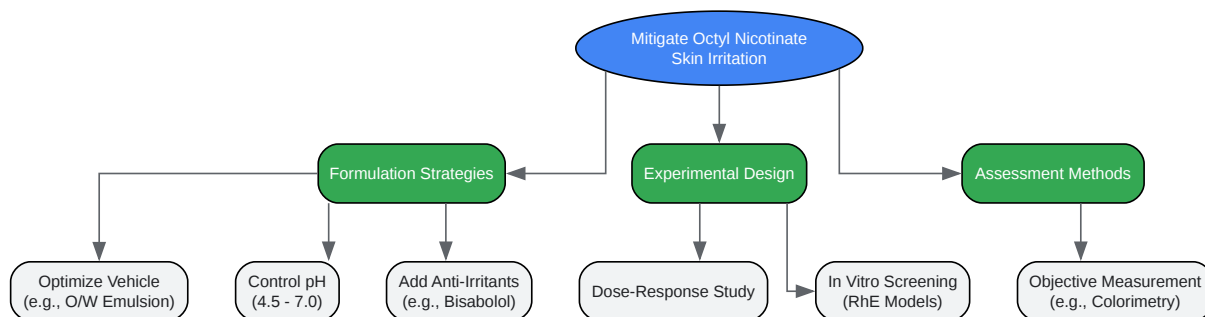 Mitigate Octyl Nicotinate
Skin Irritation
Formulation Strategies
Experimental Design
Assessment Methods
Optimize Vehicle
(e.g., O/W Emulsion)
Control pH
(4.5 - 7.0)
Add Anti-Irritants
(e.g., Bisabolol)
Dose-Response Study
In Vitro Screening
(RhE Models)
Objective Measurement
(e.g., Colorimetry)